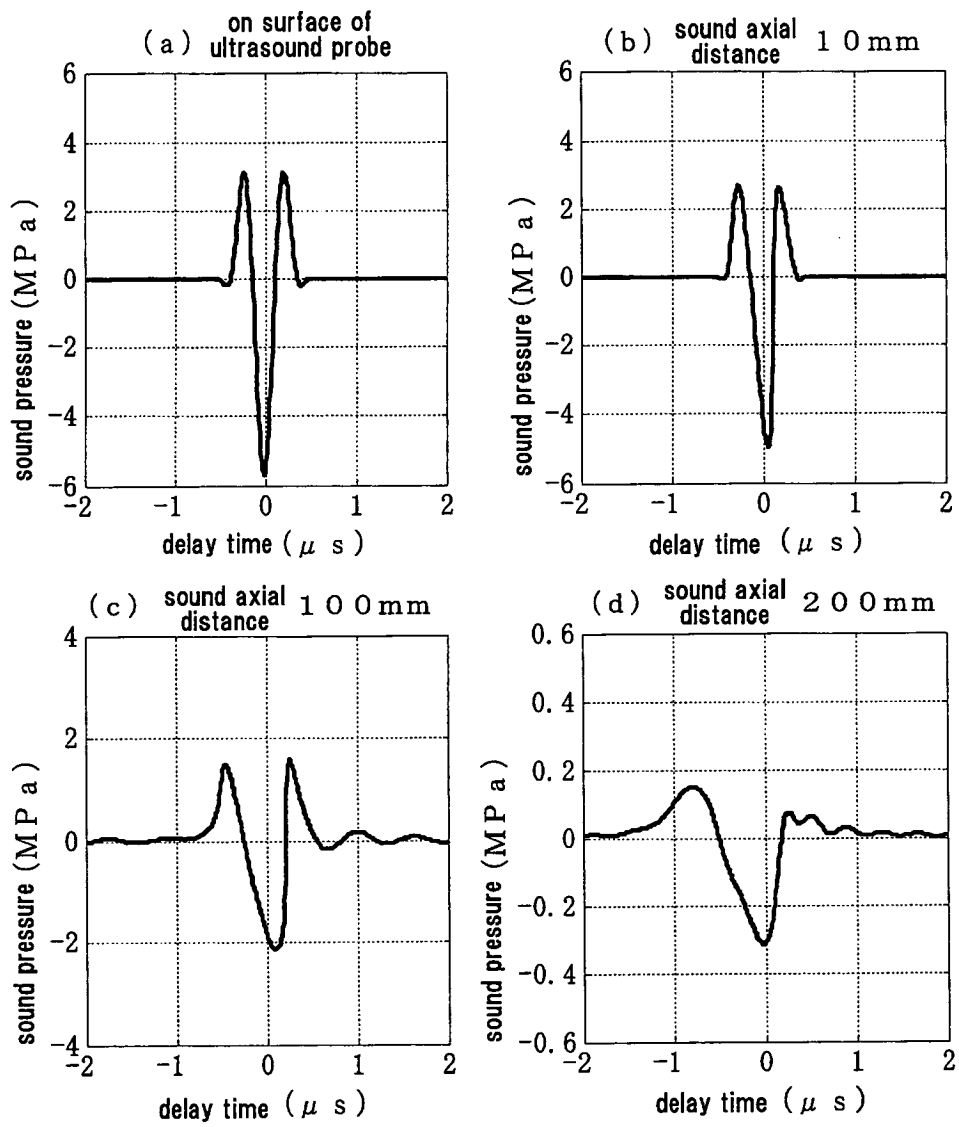 (a) on surface of
ultrasound probe
6
4
2
0
-2
-4
-6
-2
-1
0
1
2
sound pressure (MPa)
delay time (μs)
(b) sound axial
distance 10mm
6
4
2
0
-2
-4
-6
-2
-1
0
1
2
sound pressure (MPa)
delay time (μs)
(c) sound axial
distance 100mm
4
2
0
-2
-4
-2
-1
0
1
2
sound pressure (MPa)
delay time (μs)
(d) sound axial
distance 200mm
0.6
0.4
0.2
0
-0.2
-0.4
-0.6
-2
-1
0
1
2
sound pressure (MPa)
delay time (μs)